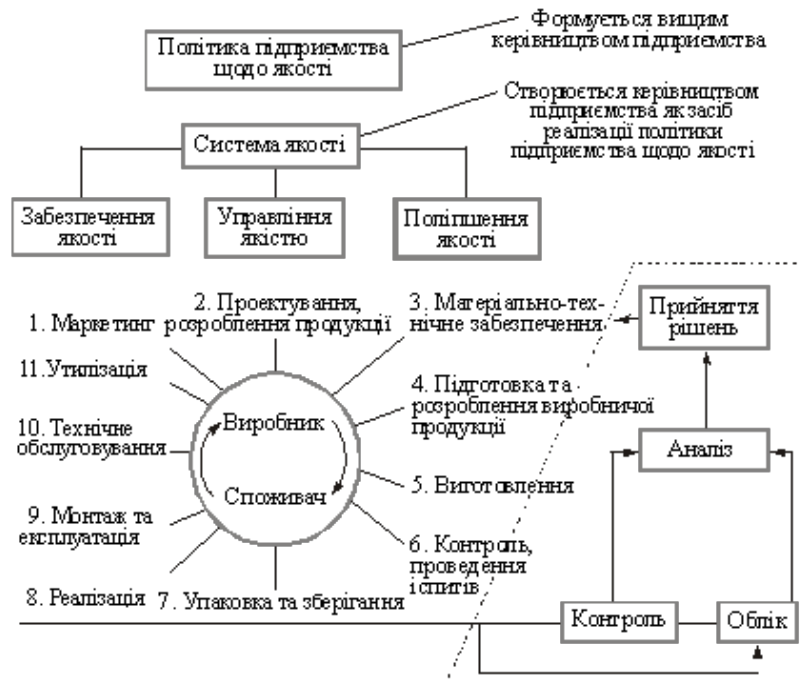 Політика підприємства
щодо якості
Формується вищим
керівництвом підприємства
Система якості
Створюється керівництвом
підприємства як засіб
реалізації політики
підприємства щодо якості
Забезпечення
якості
Управління
якістю
Поліпшення
якості
1. Маркетинг
2. Проектування,
розроблення продукції
3. Матеріально-тех-
нічне забезпечення
4. Підготовка та
розроблення виробничої
продукції
5. Виготовлення
6. Контроль,
проведення
іспитів
7. Упаковка та зберігання
8. Реалізація
9. Монтаж та
експлуатація
10. Технічне
обслуговування
11.Утилізація
Виробник
Споживач
Прийняття
рішень
Аналіз
Контроль
Облік